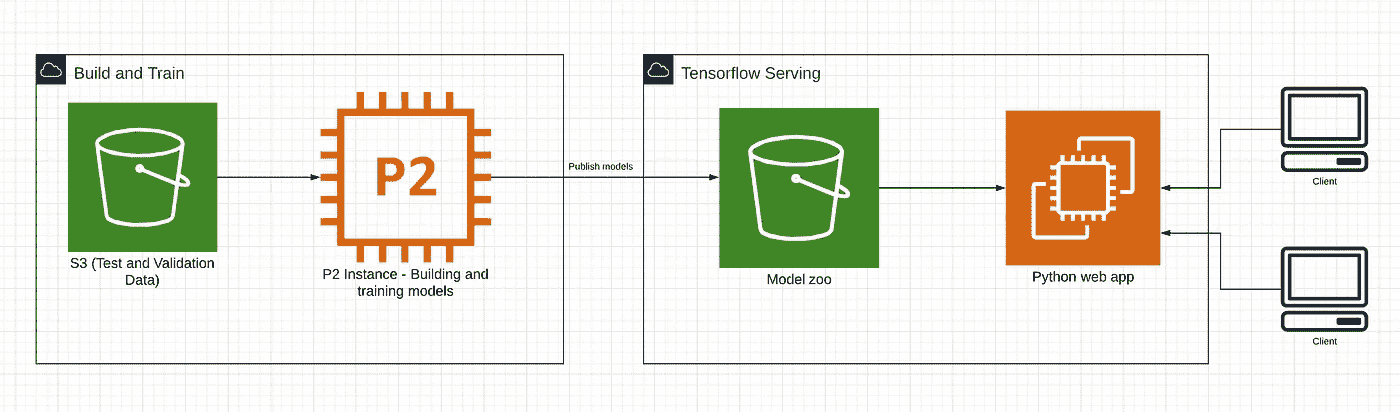 Build and Train
S3 (Test and Validation
Data)
P2
P2 Instance - Building and
training models
Publish models
Tensorflow Serving
Model zoo
Python web app
Client
Client